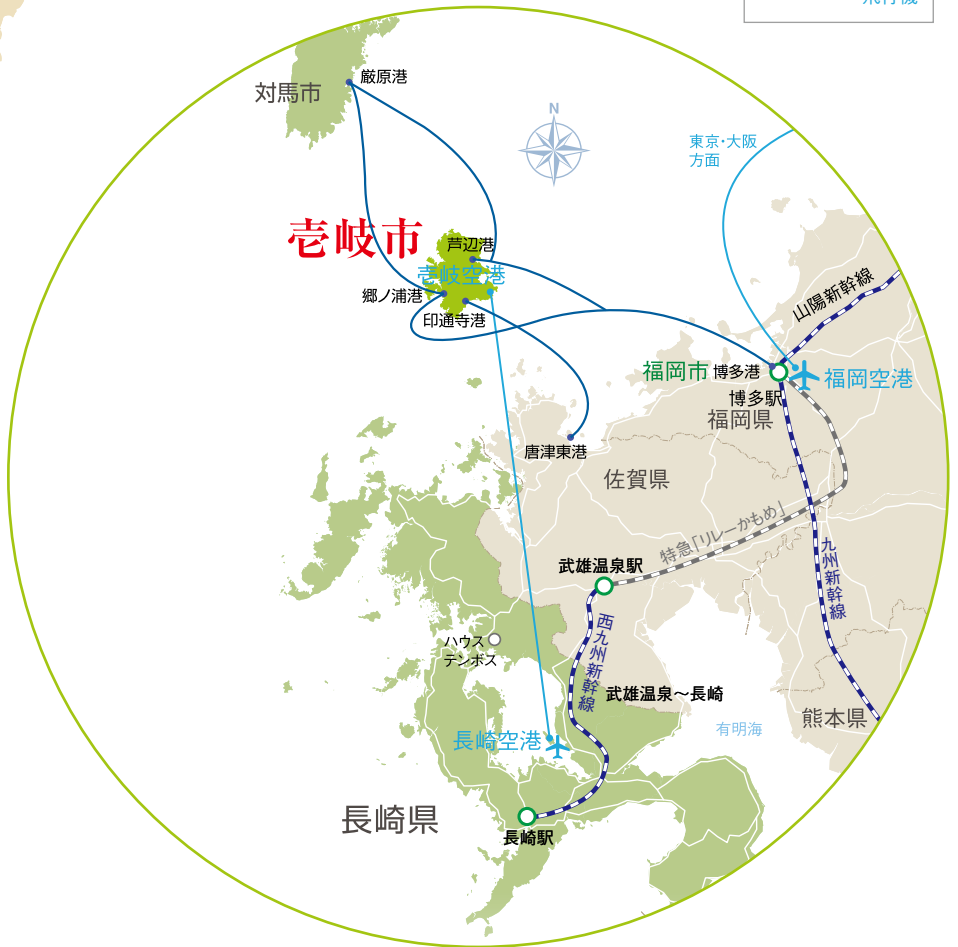 対馬市
厳原港
N
東京・大阪
方面
壱岐市
芦辺港
壱岐空港
郷ノ浦港
印通寺港
山陽新幹線
福岡市
博多港
福岡空港
博多駅
福岡県
唐津東港
佐賀県
特急「リレーかもめ」
九州新幹線
武雄温泉駅
西九州新幹線
ハウス
テンボス
武雄温泉～長崎
有明海
熊本県
長崎空港
長崎県
長崎駅